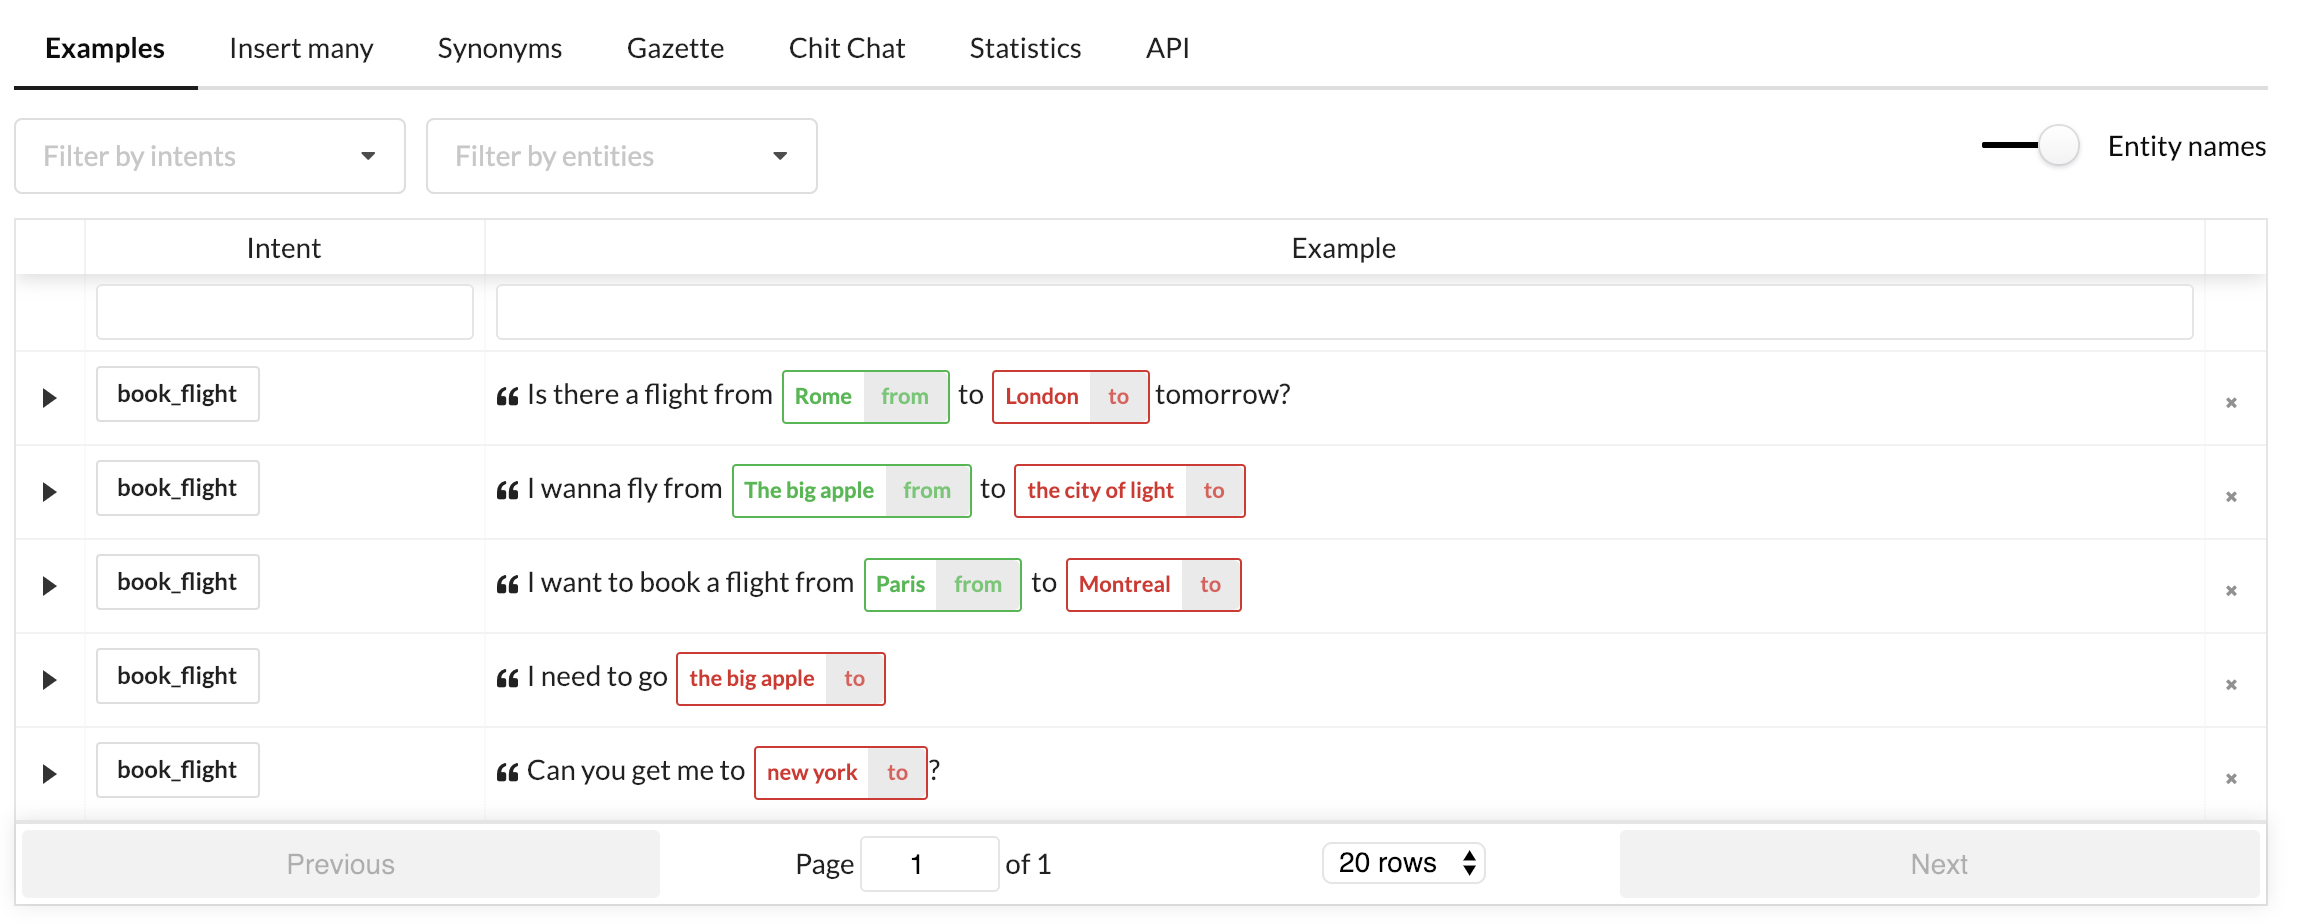 Examples Insert many Synonyms Gazette Chit Chat Statistics API
Filter by intents Filter by entities Entity names
Intent Example
book_flight “ Is there a flight from Rome from to London to tomorrow?
book_flight “ I wanna fly from The big apple from to the city of light to
book_flight “ I want to book a flight from Paris from to Montreal to
book_flight “ I need to go the big apple to
book_flight “ Can you get me to new york to ?
Previous Page 1 of 1 20 rows Next